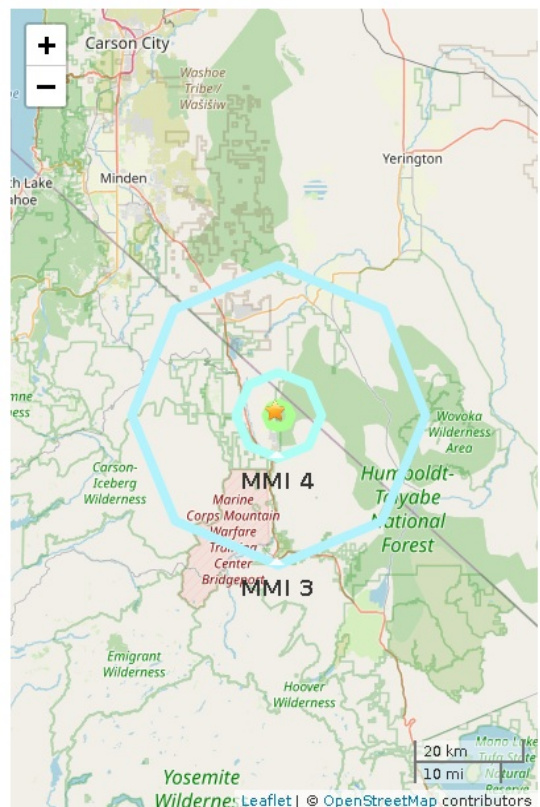 +
−
Carson City
Washoe
Tribe/
Wašišiw
Yerington
Minden
Lake
ahoe
Wovoka
Wilderness
Area
Carson-
Iceberg
Wilderness
MMI 4
Humboldt-
Toiyabe
National
Forest
Marine
Corps Mountain
Warfare
Training
Center
Bridgeport
MMI 3
Emigrant
Wilderness
Hoover
Wilderness
20 km
10 mi
Mono Lake
Tufa State
Natural
Reserve
Yosemite
Wilderness
Leaflet | © OpenStreetMap contributors